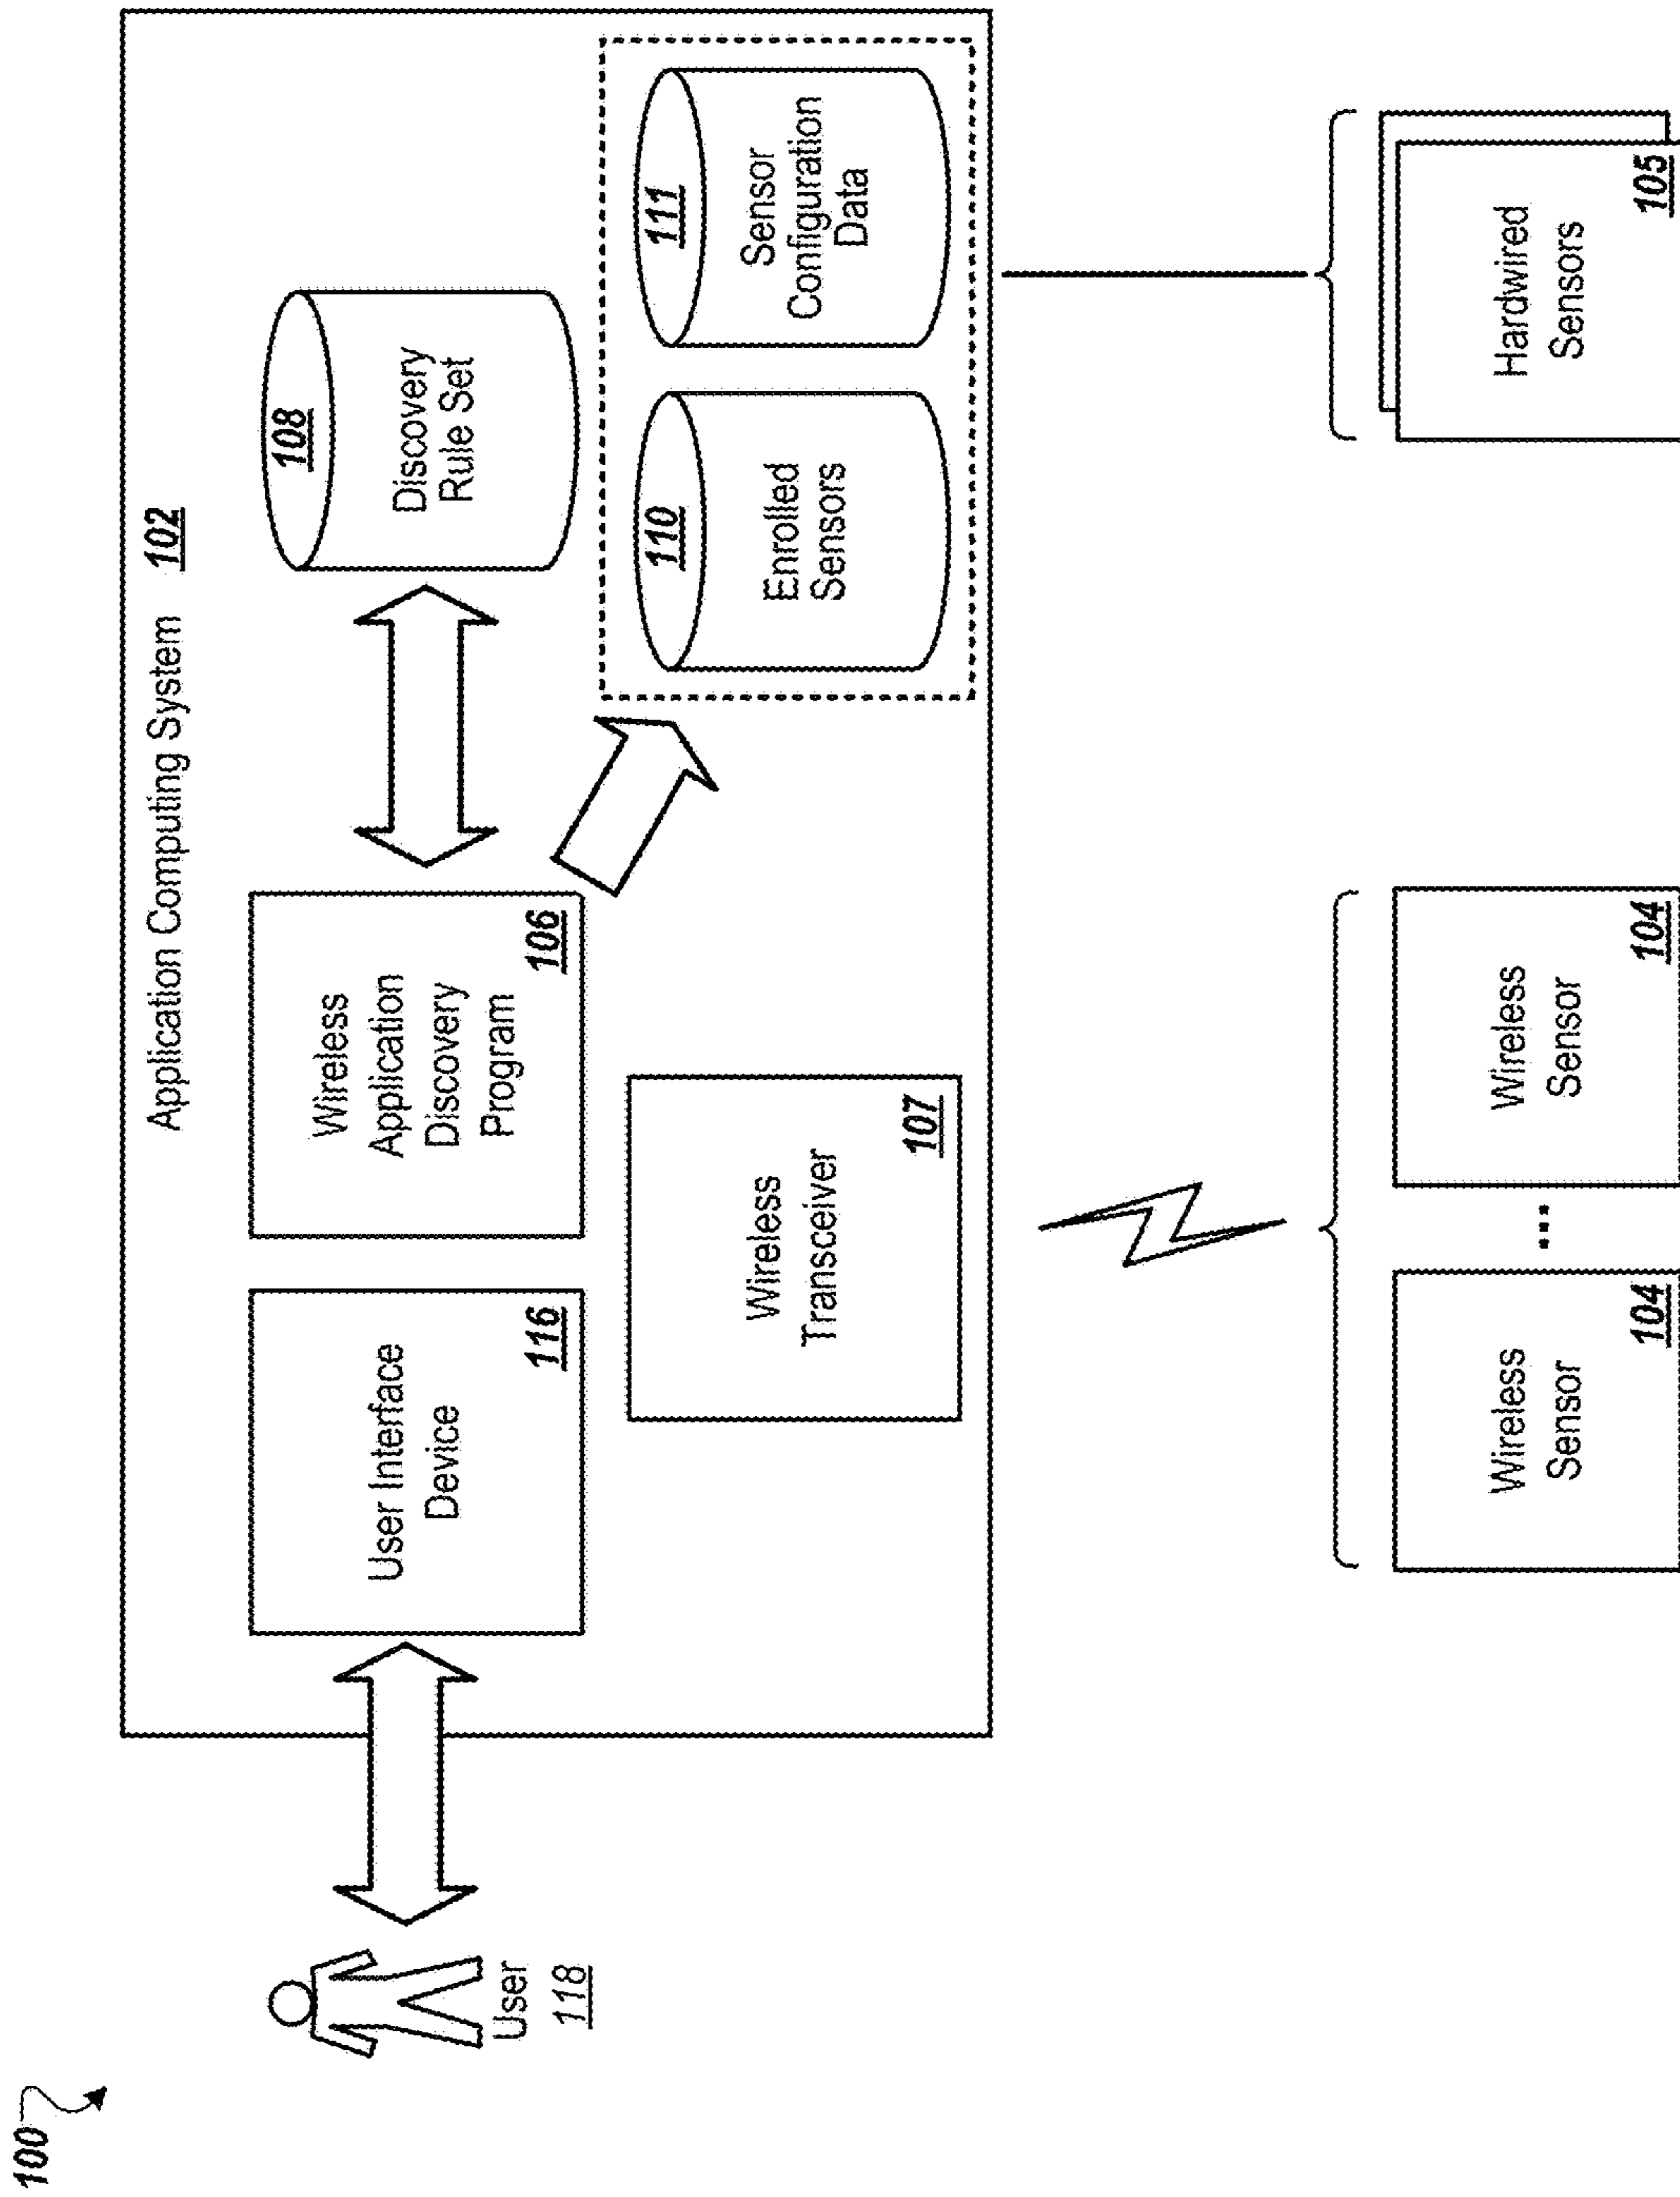 100
Application Computing System 102
User
118
User Interface
Device
116
Wireless
Application
Discovery
Program
106
108
Discovery
Rule Set
Wireless
Transceiver
107
110
Enrolled
Sensors
111
Sensor
Configuration
Data
Wireless
Sensor
104
...
Wireless
Sensor
104
Hardwired
Sensors
105